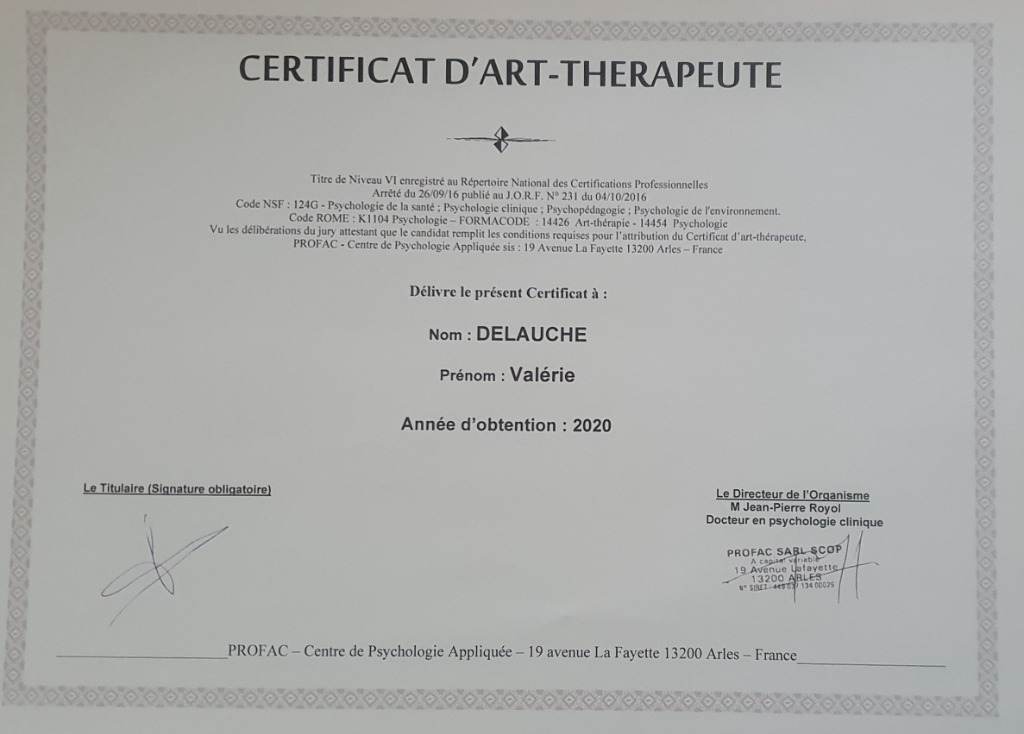 CERTIFICAT D'ART-THERAPEUTE
Titre de Niveau VI enregistré au Répertoire National des Certifications Professionnelles
Arrêté du 26/09/16 publié au J.O.R.F. N° 231 du 04/10/2016
Code NSF : 124G - Psychologie de la santé ; Psychologie clinique ; Psychopédagogie ; Psychologie de l'environnement.
Code ROME : K1104 Psychologie – FORMACODE : 14426 Art-thérapie - 14454 Psychologie
Vu les délibérations du jury attestant que le candidat remplit les conditions requises pour l'attribution du Certificat d'art-thérapeute,
PROFAC - Centre de Psychologie Appliquée sis : 19 Avenue La Fayette 13200 Arles – France
Délivre le présent Certificat à :
Nom : DELAUCHE
Prénom : Valérie
Année d'obtention : 2020
Le Titulaire (Signature obligatoire)
Le Directeur de l'Organisme
M Jean-Pierre Royol
Docteur en psychologie clinique
PROFAC SARL SCOP
A capital variable
19 Avenue Lafayette
13200 ARLES
N° SIRET
PROFAC – Centre de Psychologie Appliquée – 19 avenue La Fayette 13200 Arles – France